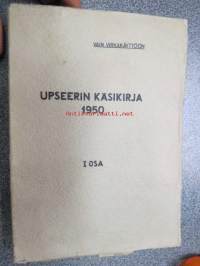 VAIN VIRKAKÄYTTÖÖN
UPSEERIN KÄSIKIRJA
1950
I OSA